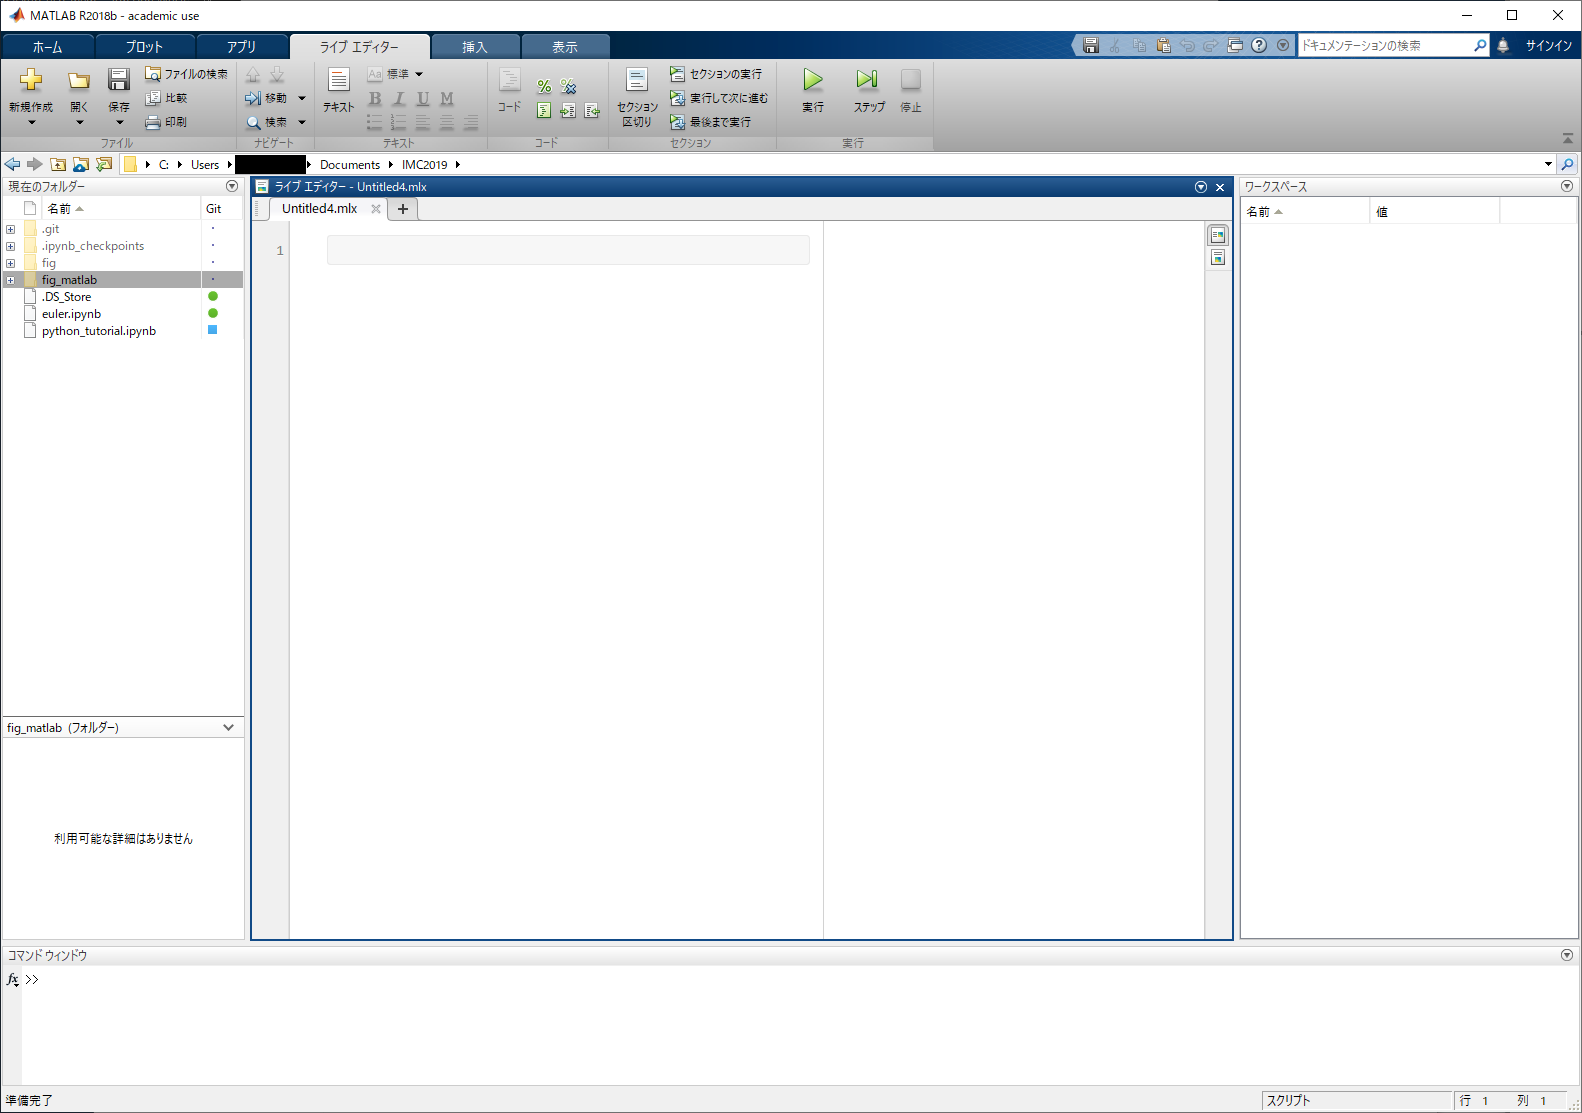 MATLAB R2018b - academic use
ホーム プロット アプリ ライブ エディター 挿入 表示 ドキュメンテーションの検索 サインイン
新規作成 開く 保存 ファイルの検索 比較 印刷 移動 検索 テキスト Aa 標準 B I U M コード セクション区切り セクションの実行 実行して次に進む 最後まで実行 実行 ステップ 停止
ファイル ナビゲート テキスト コード セクション 実行
C: Users Documents IMC2019
現在のフォルダー
名前 Git
.git
.ipynb_checkpoints
fig
fig_matlab
.DS_Store
euler.ipynb
python_tutorial.ipynb
fig_matlab (フォルダー)
利用可能な詳細はありません
ライブ エディター - Untitled4.mlx
Untitled4.mlx
1
ワークスペース
名前 値
コマンド ウィンドウ
fx >>
準備完了
スクリプト 行 1 列 1